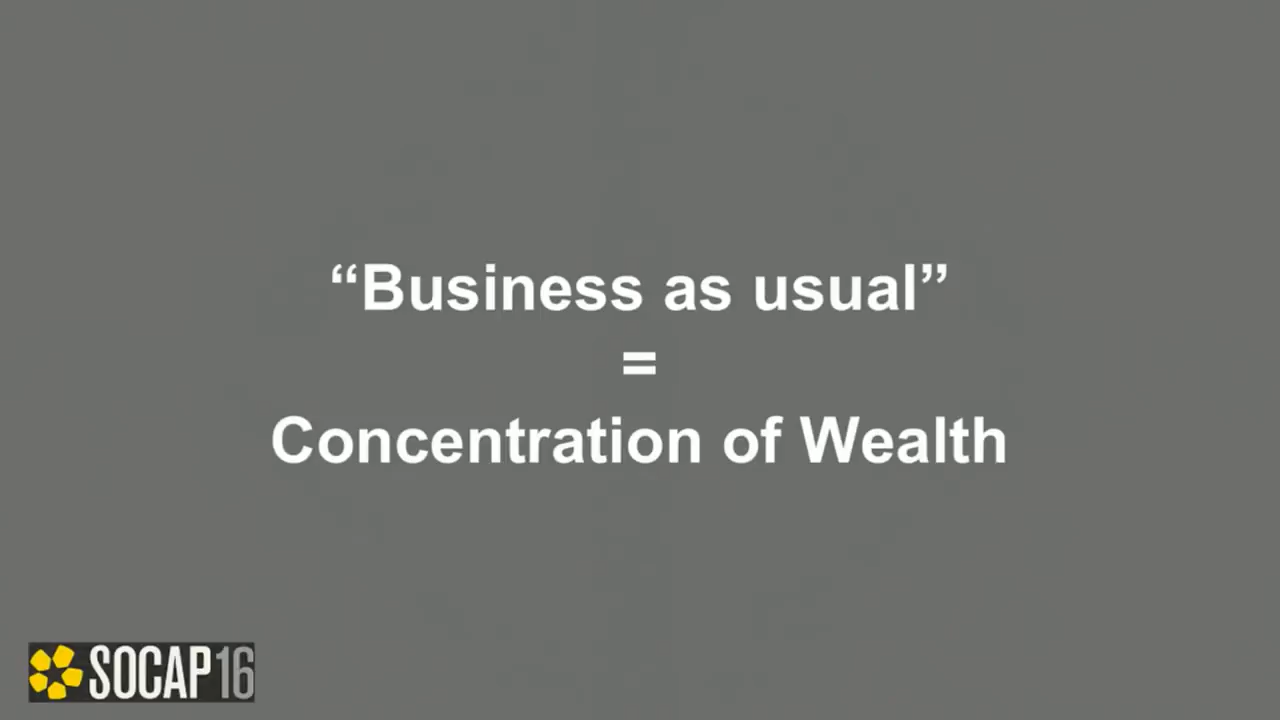 “Business as usual”
=
Concentration of Wealth
SOCAP16